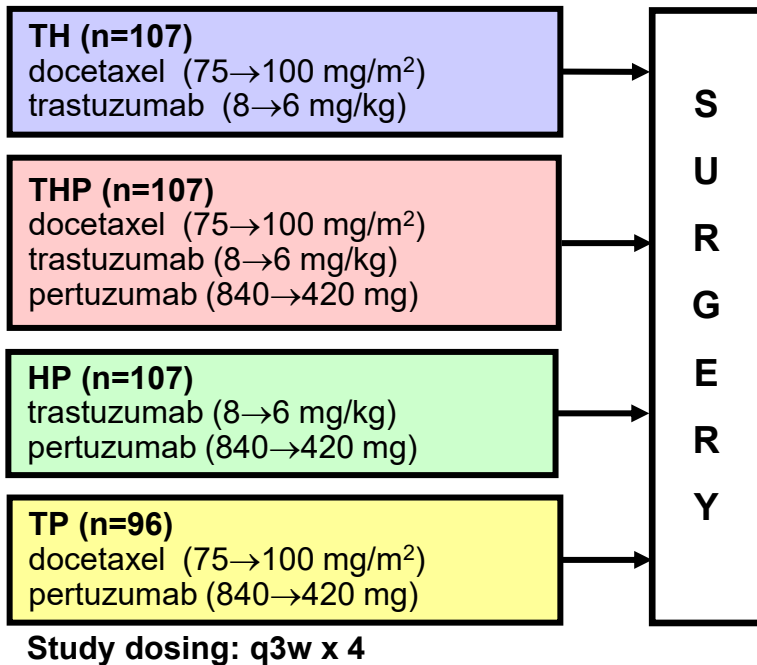 TH (n=107)
docetaxel (75→100 mg/m²)
trastuzumab (8→6 mg/kg)
THP (n=107)
docetaxel (75→100 mg/m²)
trastuzumab (8→6 mg/kg)
pertuzumab (840→420 mg)
HP (n=107)
trastuzumab (8→6 mg/kg)
pertuzumab (840→420 mg)
TP (n=96)
docetaxel (75→100 mg/m²)
pertuzumab (840→420 mg)
Study dosing: q3w x 4
S
U
R
G
E
R
Y